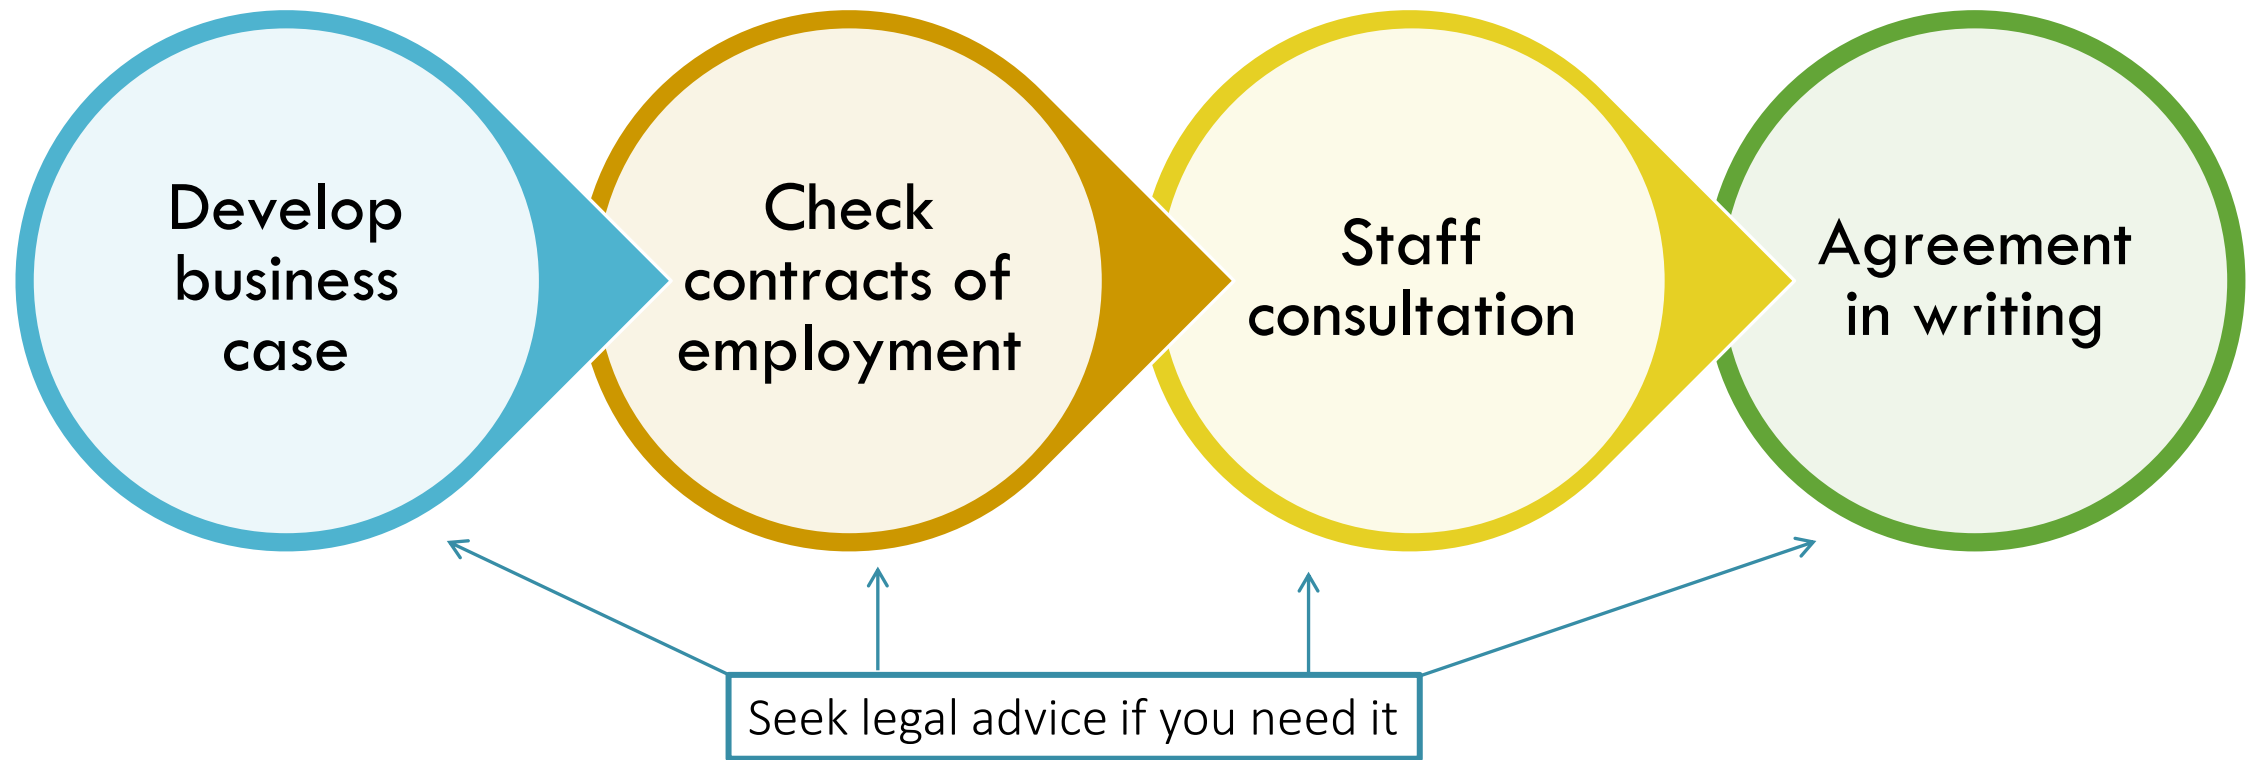 Develop
business
case
Check
contracts of
employment
Staff
consultation
Agreement
in writing
Seek legal advice if you need it